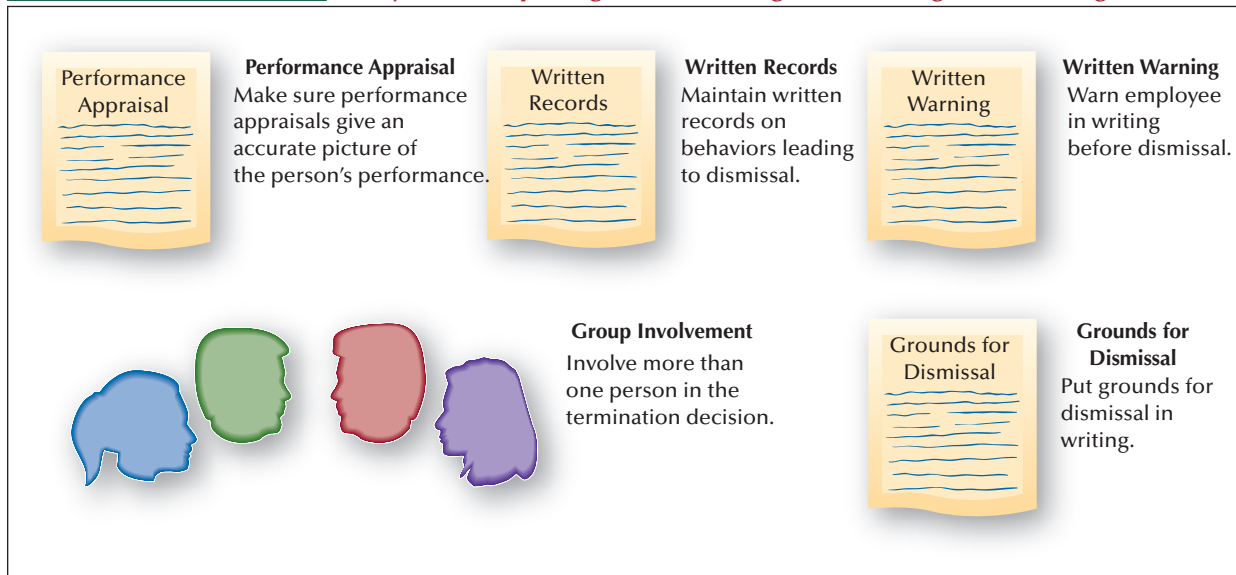 Performance
Appraisal
Performance Appraisal
Make sure performance
appraisals give an
accurate picture of
the person's performance.
Written
Records
Written Records
Maintain written
records on
behaviors leading
to dismissal.
Written
Warning
Written Warning
Warn employee
in writing
before dismissal.
Group Involvement
Involve more than
one person in the
termination decision.
Grounds for
Dismissal
Grounds for
Dismissal
Put grounds for
dismissal in
writing.